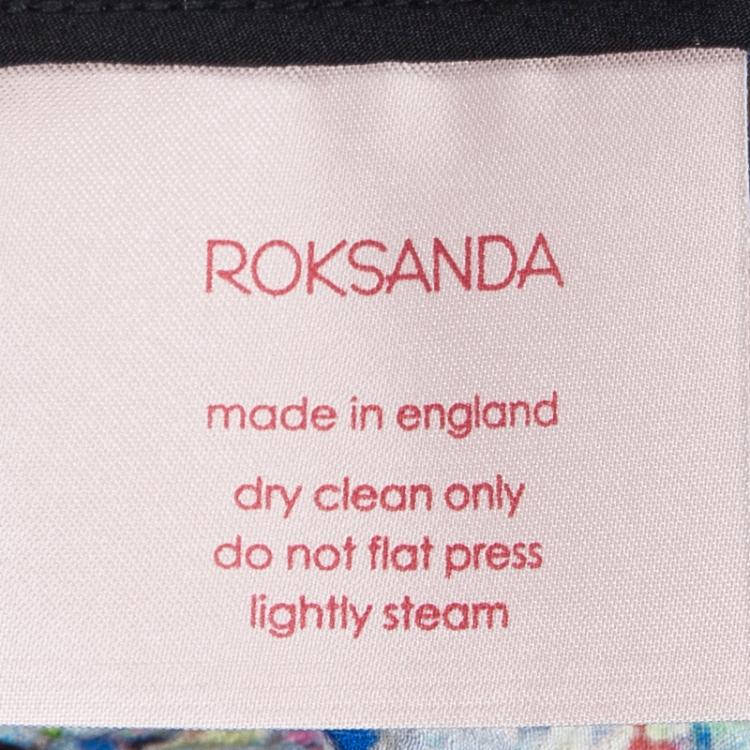 ROKSANDA
made in england
dry clean only
do not flat press
lightly steam